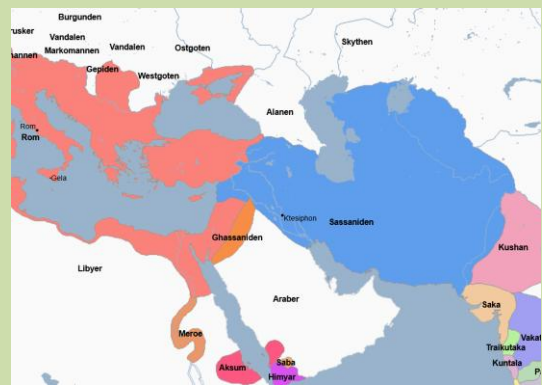 Burgunden
Vandalen
Markomannen
Vandalen
Ostgoten
Gepiden
Westgoten
Skythen
Alanen
Rom
Rom
Gela
Ktesiphon
Sassaniden
Ghassaniden
Kushan
Libyer
Araber
Saka
Meroe
Traikutaka
Kuntala
Aksum
Saba
Himyar